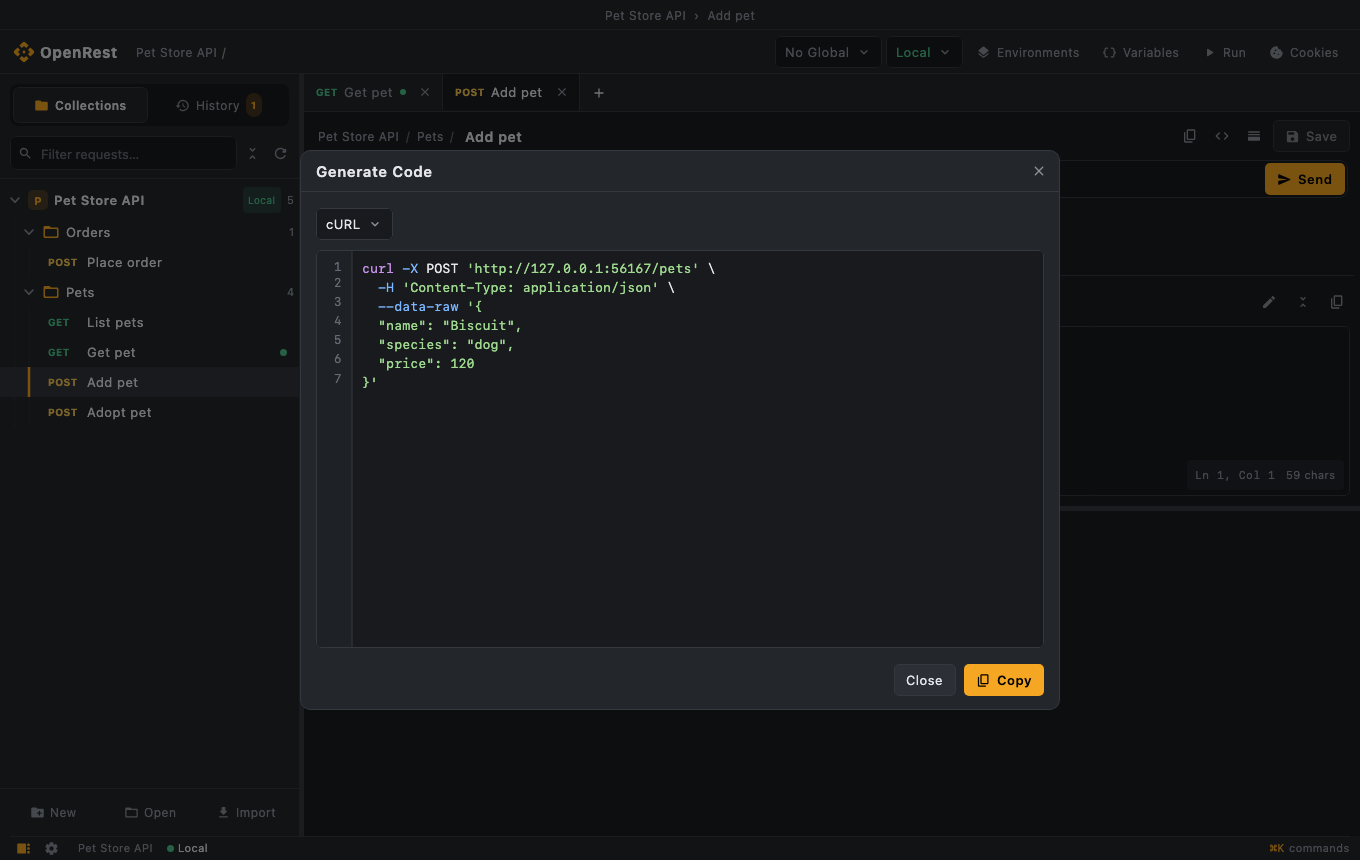 Pet Store API › Add pet
OpenRest Pet Store API /
No Global Local Environments {} Variables Run Cookies
Collections History 1
GET Get pet POST Add pet
Filter requests...
Pet Store API / Pets / Add pet
Save
Generate Code
Send
P Pet Store API Local 5
Orders 1
POST Place order
Pets 4
GET List pets
GET Get pet
POST Add pet
POST Adopt pet
cURL
1 curl -X POST 'http://127.0.0.1:56167/pets' \
2 -H 'Content-Type: application/json' \
3 --data-raw '{
4 "name": "Biscuit",
5 "species": "dog",
6 "price": 120
7 }'
Ln 1, Col 1 59 chars
Close Copy
New Open Import
Pet Store API Local
⌘K commands